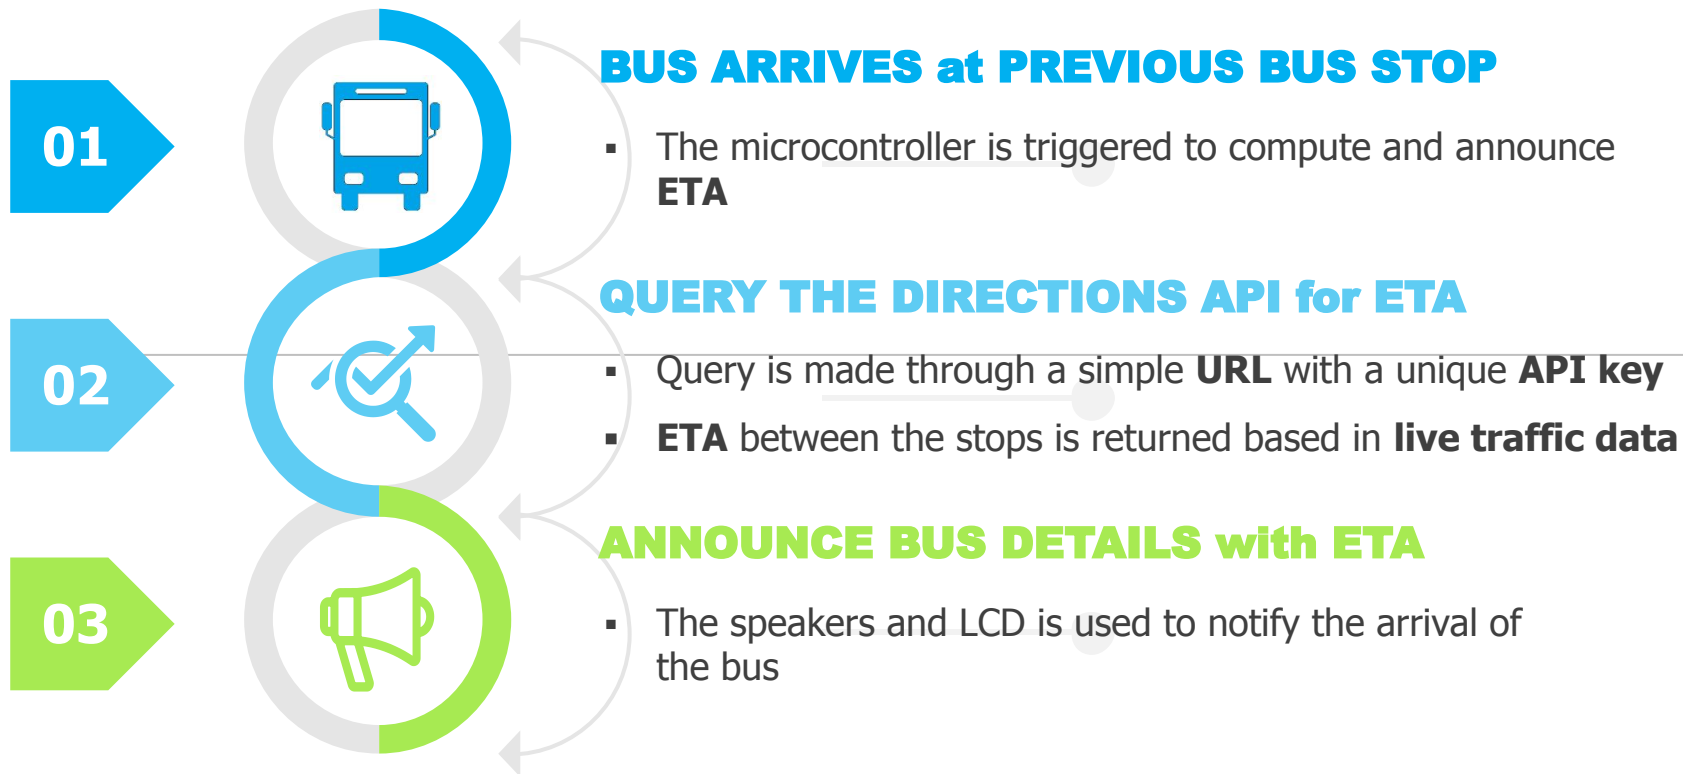 01
BUS ARRIVES at PREVIOUS BUS STOP
▪ The microcontroller is triggered to compute and announce
ETA
02
QUERY THE DIRECTIONS API for ETA
▪ Query is made through a simple URL with a unique API key
▪ ETA between the stops is returned based in live traffic data
03
ANNOUNCE BUS DETAILS with ETA
▪ The speakers and LCD is used to notify the arrival of
the bus